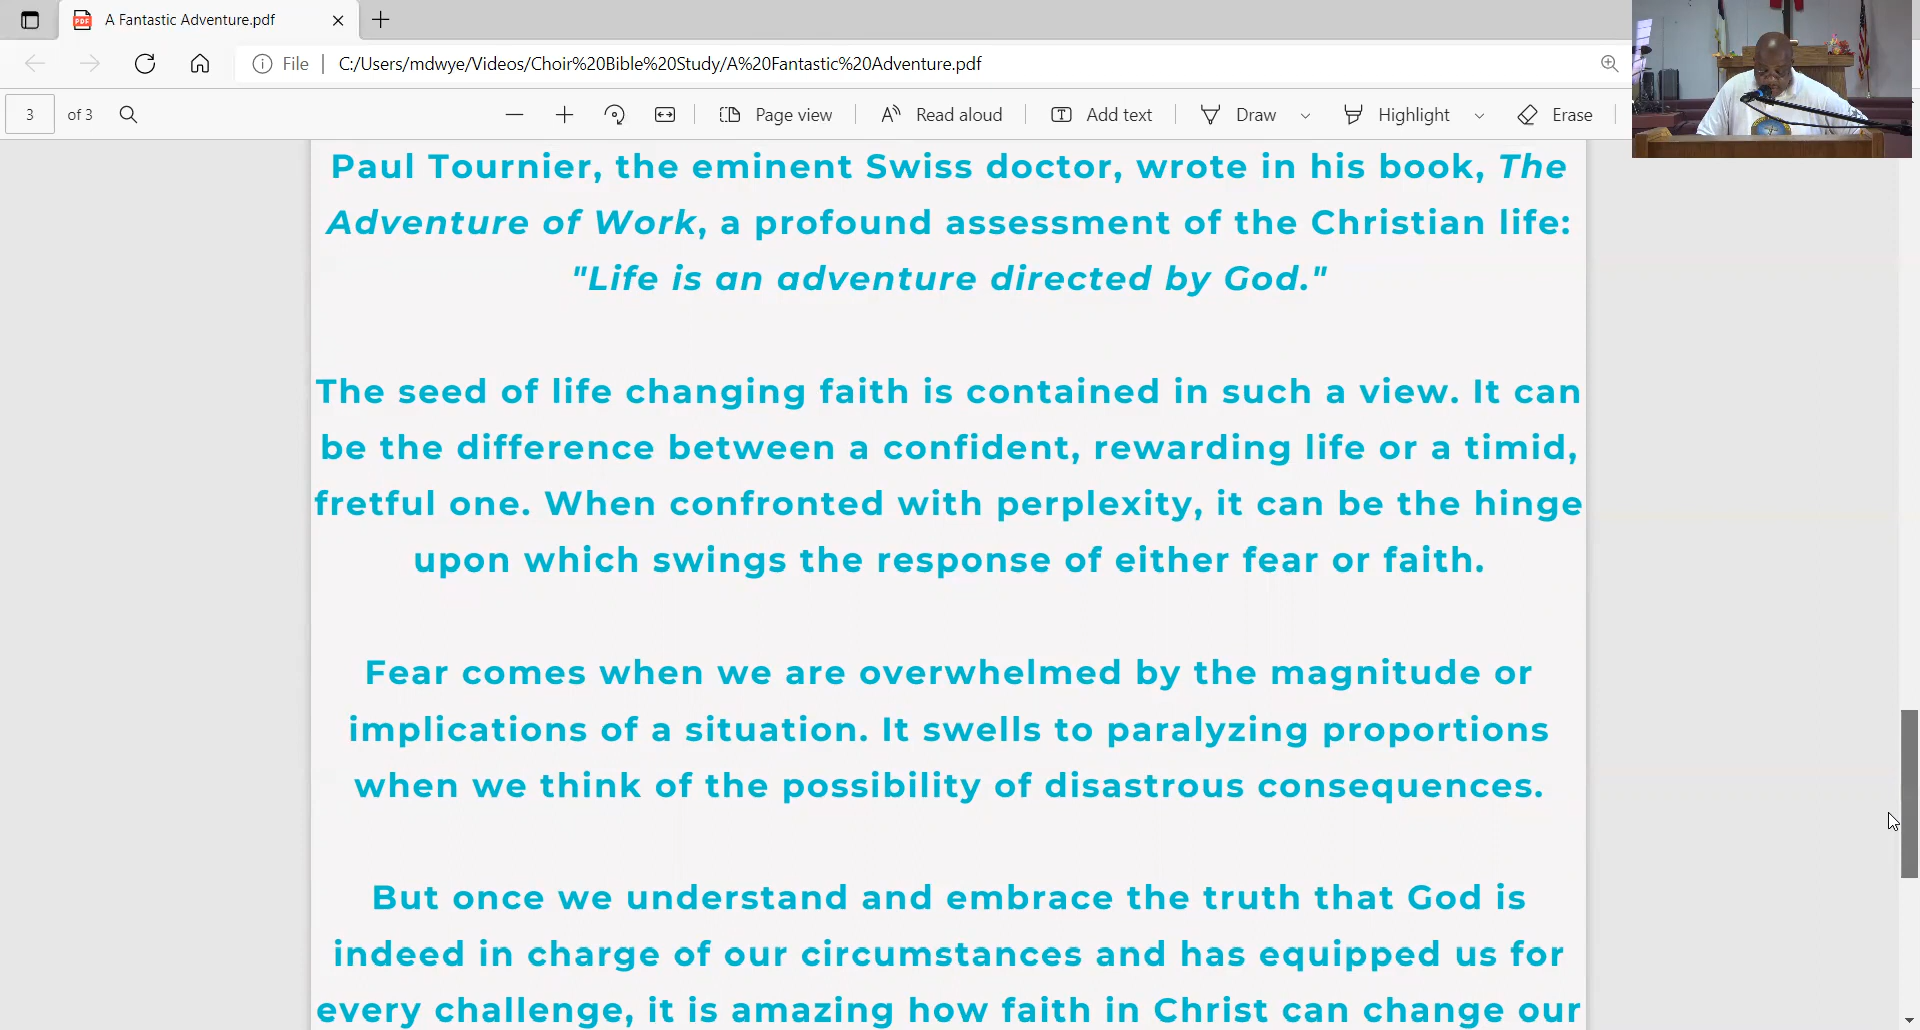 A Fantastic Adventure.pdf
File | C:/Users/mdwye/Videos/Choir%20Bible%20Study/A%20Fantastic%20Adventure.pdf
3 of 3 Page view Read aloud Add text Draw Highlight Erase
Paul Tournier, the eminent Swiss doctor, wrote in his book, The
Adventure of Work, a profound assessment of the Christian life:
"Life is an adventure directed by God."
The seed of life changing faith is contained in such a view. It can
be the difference between a confident, rewarding life or a timid,
fretful one. When confronted with perplexity, it can be the hinge
upon which swings the response of either fear or faith.
Fear comes when we are overwhelmed by the magnitude or
implications of a situation. It swells to paralyzing proportions
when we think of the possibility of disastrous consequences.
But once we understand and embrace the truth that God is
indeed in charge of our circumstances and has equipped us for
every challenge, it is amazing how faith in Christ can change our